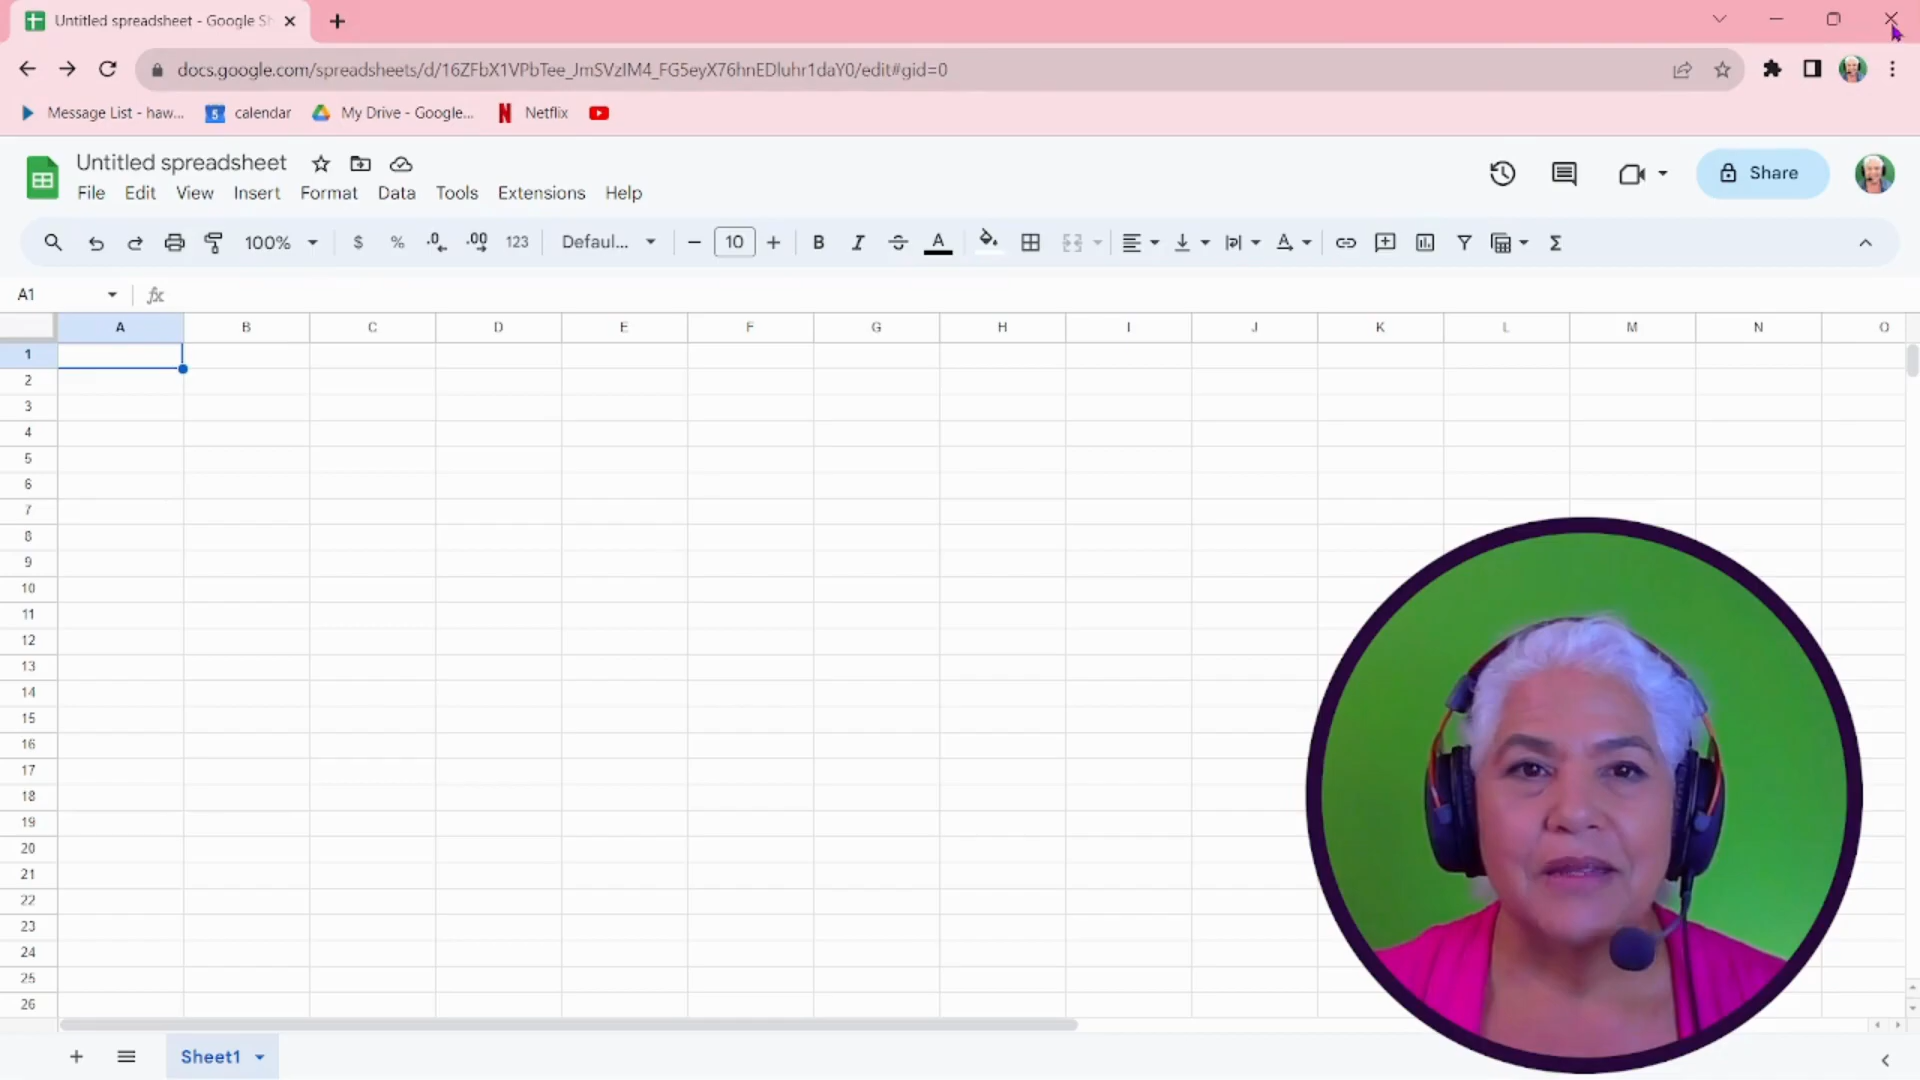 Untitled spreadsheet - Google Sh
docs.google.com/spreadsheets/d/16ZFbX1VPbTee_JmSVzIM4_FG5eyX76hnEDluhr1daY0/edit#gid=0
Message List - haw... calendar My Drive - Google... Netflix
Untitled spreadsheet
File Edit View Insert Format Data Tools Extensions Help
Share
100% $ % .0 .00 123 Defaul... 10 B I A Σ
A1 fx
A B C D E F G H I J K L M N O
1
2
3
4
5
6
7
8
9
10
11
12
13
14
15
16
17
18
19
20
21
22
23
24
25
26
Sheet1